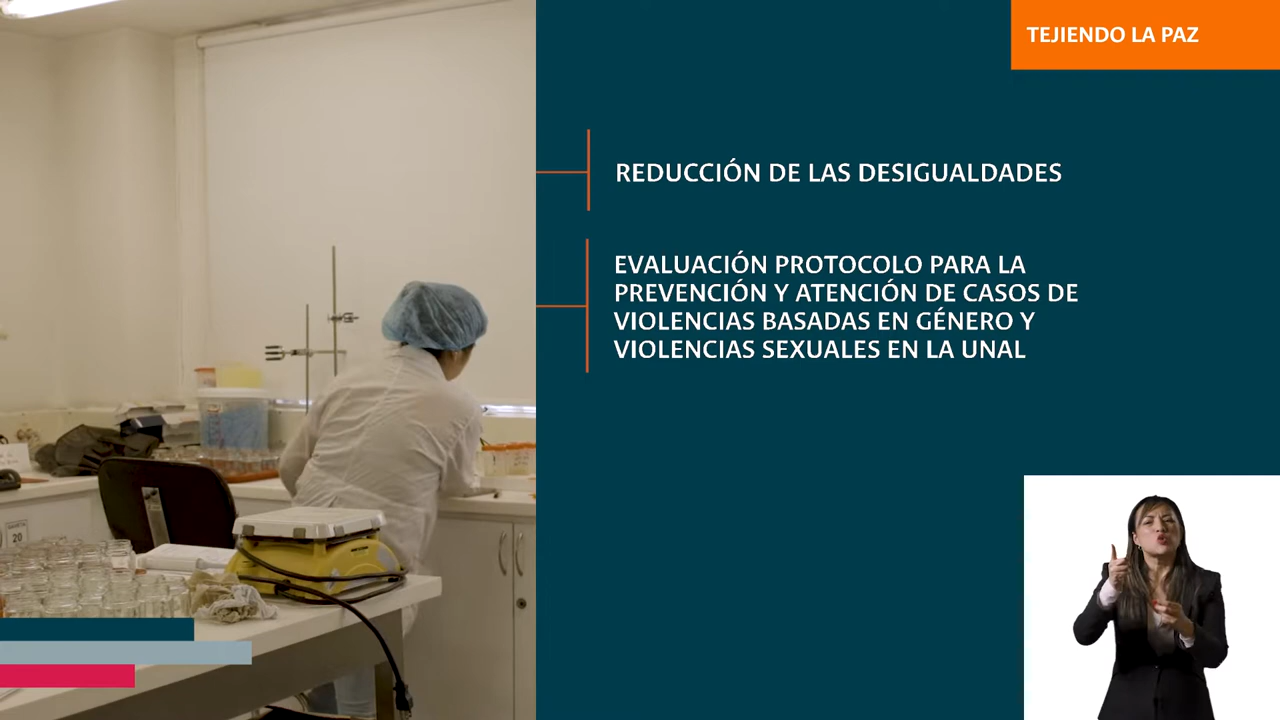 TEJIENDO LA PAZ
REDUCCIÓN DE LAS DESIGUALDADES
EVALUACIÓN PROTOCOLO PARA LA
PREVENCIÓN Y ATENCIÓN DE CASOS DE
VIOLENCIAS BASADAS EN GÉNERO Y
VIOLENCIAS SEXUALES EN LA UNAL
20